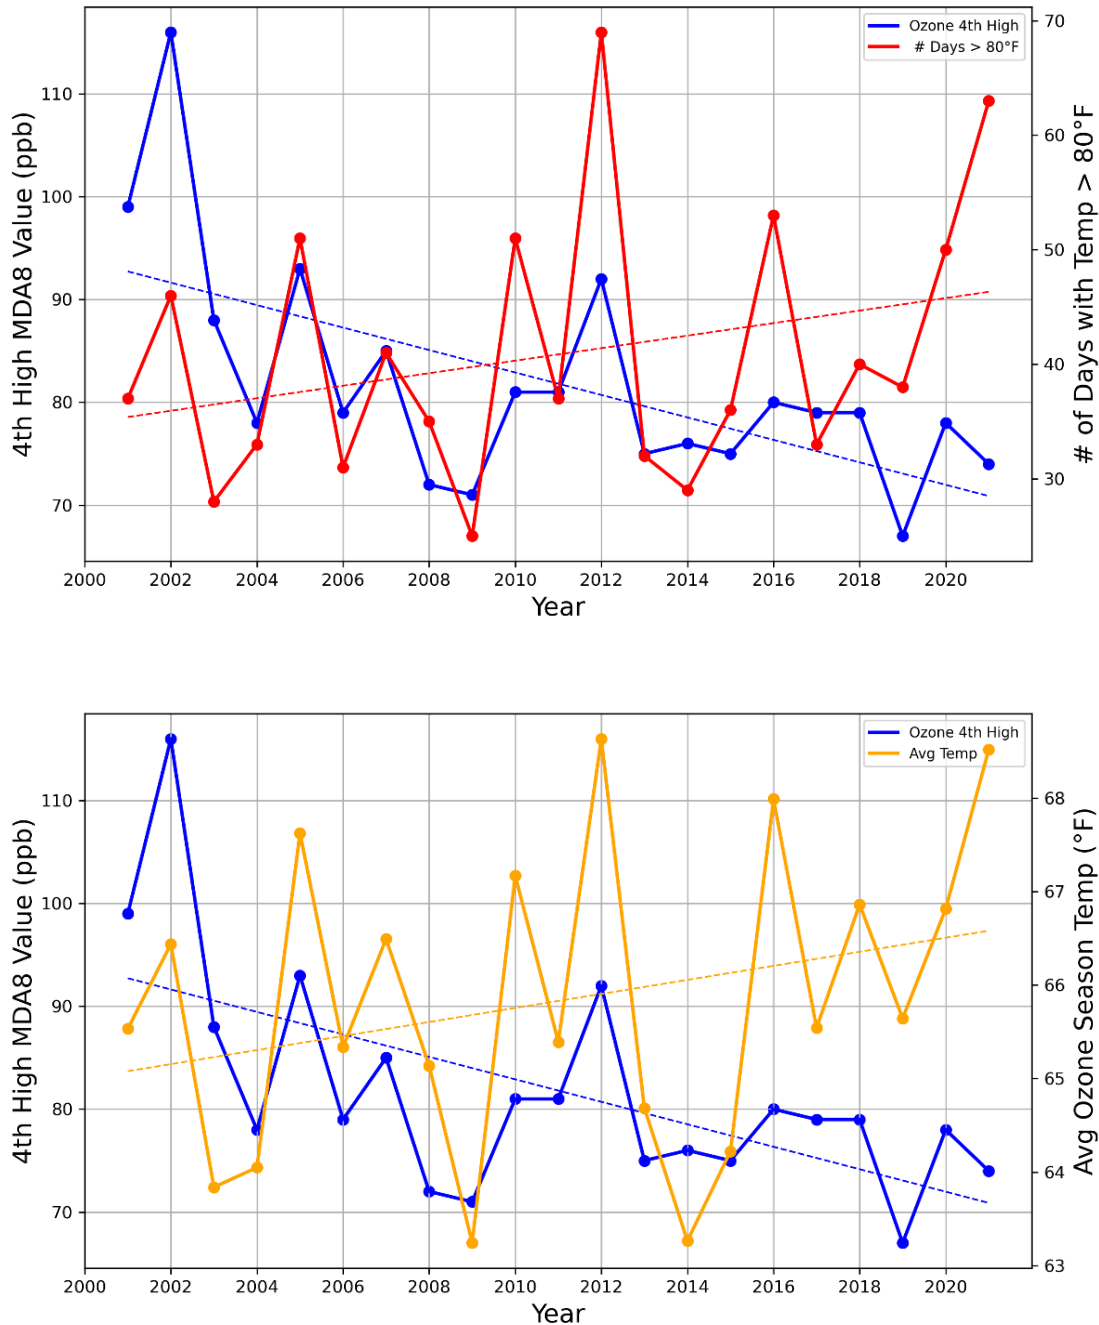 Ozone 4th High
# Days > 80°F
4th High MDA8 Value (ppb)
110
100
90
80
70
# of Days with Temp > 80°F
70
60
50
40
30
2000 2002 2004 2006 2008 2010 2012 2014 2016 2018 2020
Year
Ozone 4th High
Avg Temp
4th High MDA8 Value (ppb)
110
100
90
80
70
Avg Ozone Season Temp (°F)
68
67
66
65
64
63
2000 2002 2004 2006 2008 2010 2012 2014 2016 2018 2020
Year